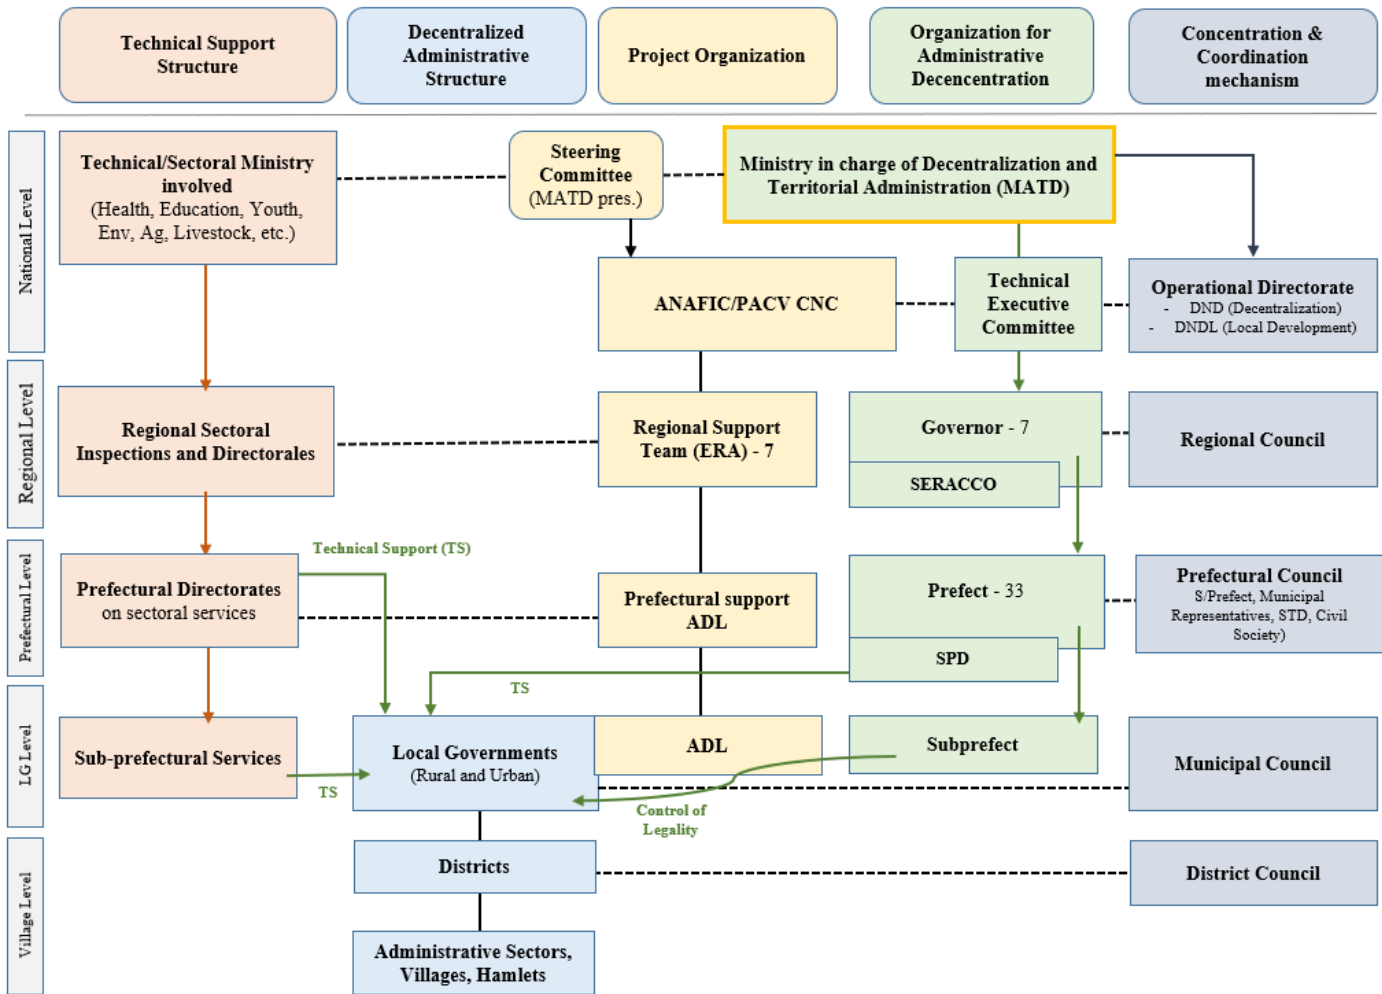 Technical Support
Structure
Decentralized
Administrative
Structure
Project Organization
Organization for
Administrative
Decencentration
Concentration &
Coordination
mechanism
National Level
Technical/Sectoral Ministry
involved
(Health, Education, Youth,
Env, Ag, Livestock, etc.)
Steering
Committee
(MATD pres.)
Ministry in charge of Decentralization and
Territorial Administration (MATD)
ANAFIC/PACV CNC
Technical
Executive
Committee
Operational Directorate
- DND (Decentralization)
- DNDL (Local Development)
Regional Level
Regional Sectoral
Inspections and Directorales
Regional Support
Team (ERA) - 7
Governor - 7
SERACCO
Regional Council
Prefectural Level
Technical Support (TS)
Prefectural Directorates
on sectoral services
Prefectural support
ADL
Prefect - 33
SPD
Prefectural Council
S/Prefect, Municipal
Representatives, STD, Civil
Society)
TS
LG Level
Sub-prefectural Services
TS
Local Governments
(Rural and Urban)
ADL
Subprefect
Control of
Legality
Municipal Council
Village Level
Districts
District Council
Administrative Sectors,
Villages, Hamlets